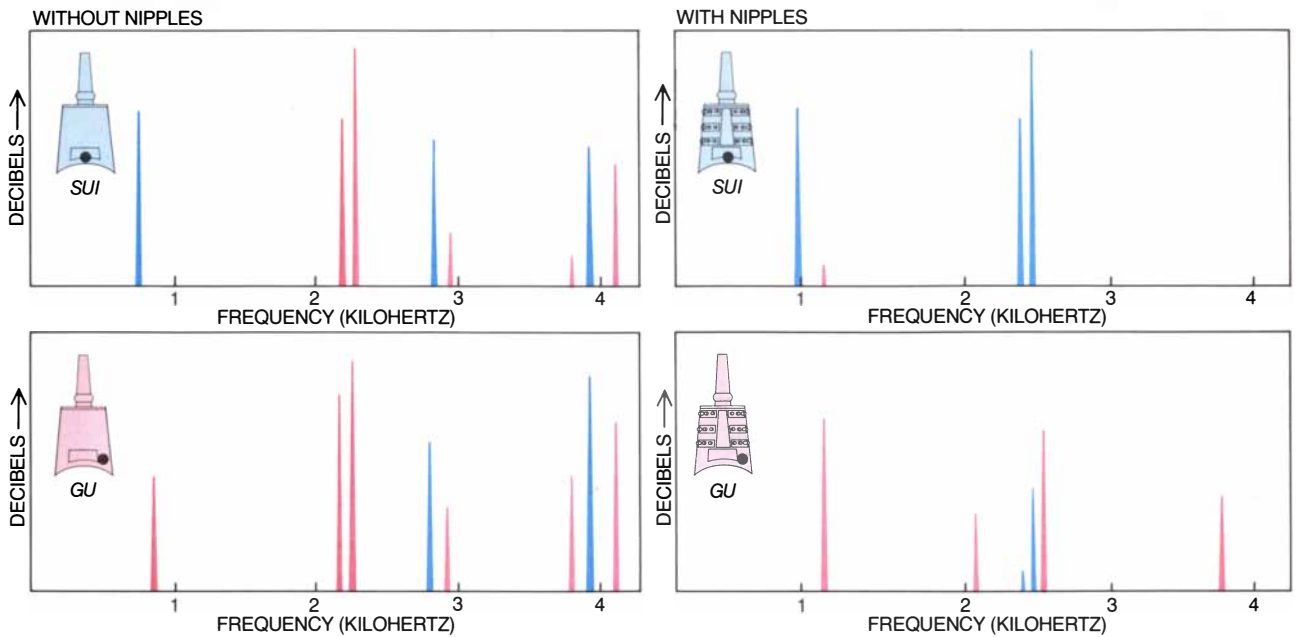 WITHOUT NIPPLES
DECIBELS
SUI
1 2 3 4
FREQUENCY (KILOHERTZ)
WITH NIPPLES
DECIBELS
SUI
1 2 3 4
FREQUENCY (KILOHERTZ)
DECIBELS
GU
1 2 3 4
FREQUENCY (KILOHERTZ)
DECIBELS
GU
1 2 3 4
FREQUENCY (KILOHERTZ)